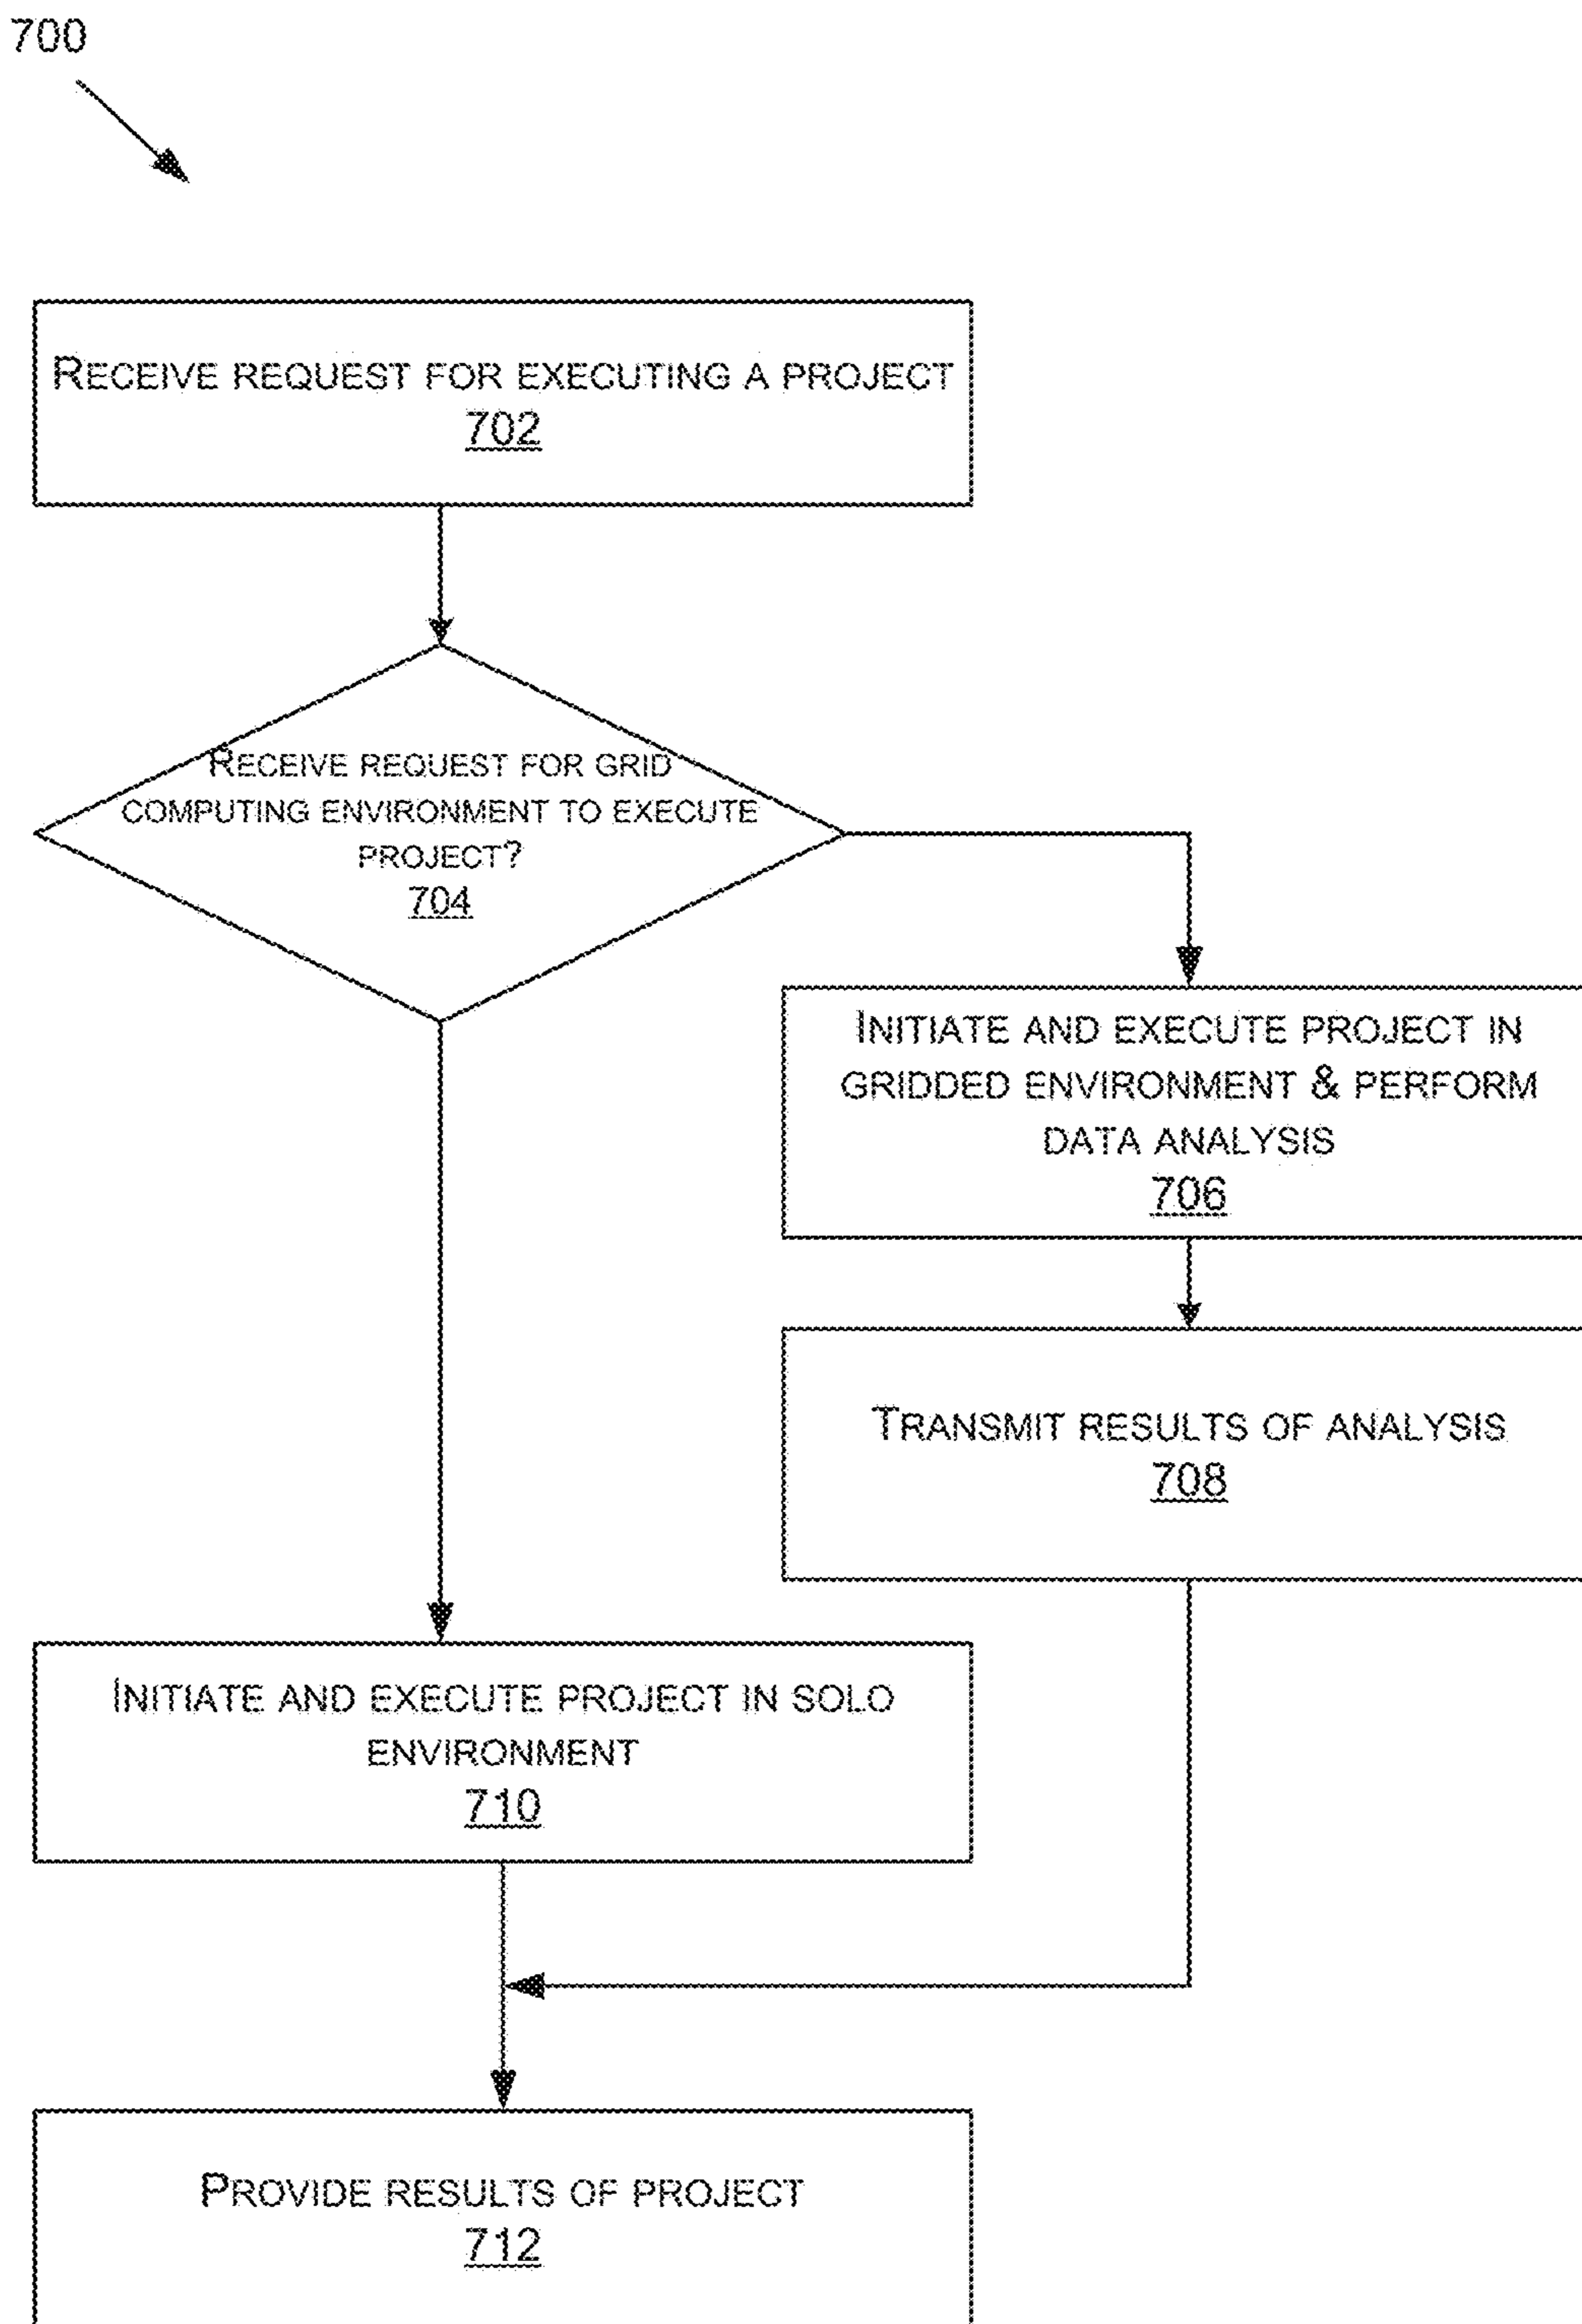 700
RECEIVE REQUEST FOR EXECUTING A PROJECT
702
RECEIVE REQUEST FOR GRID
COMPUTING ENVIRONMENT TO EXECUTE
PROJECT?
704
INITIATE AND EXECUTE PROJECT IN
GRIDDED ENVIRONMENT & PERFORM
DATA ANALYSIS
706
TRANSMIT RESULTS OF ANALYSIS
708
INITIATE AND EXECUTE PROJECT IN SOLO
ENVIRONMENT
710
PROVIDE RESULTS OF PROJECT
712